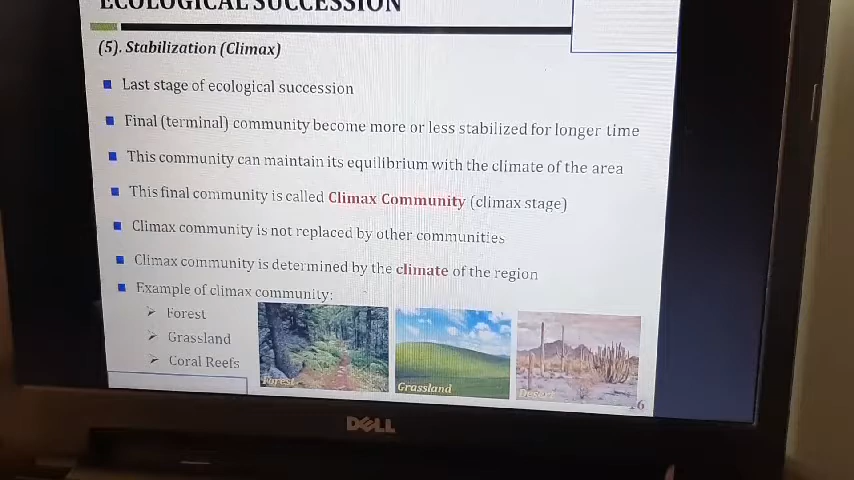 ECOLOGICAL SUCCESSION
(5). Stabilization (Climax)
Last stage of ecological succession
Final (terminal) community become more or less stabilized for longer time
This community can maintain its equilibrium with the climate of the area
This final community is called Climax Community (climax stage)
Climax community is not replaced by other communities
Climax community is determined by the climate of the region
Example of climax community:
Forest
Grassland
Coral Reefs
Forest
Grassland
Desert
6
DELL